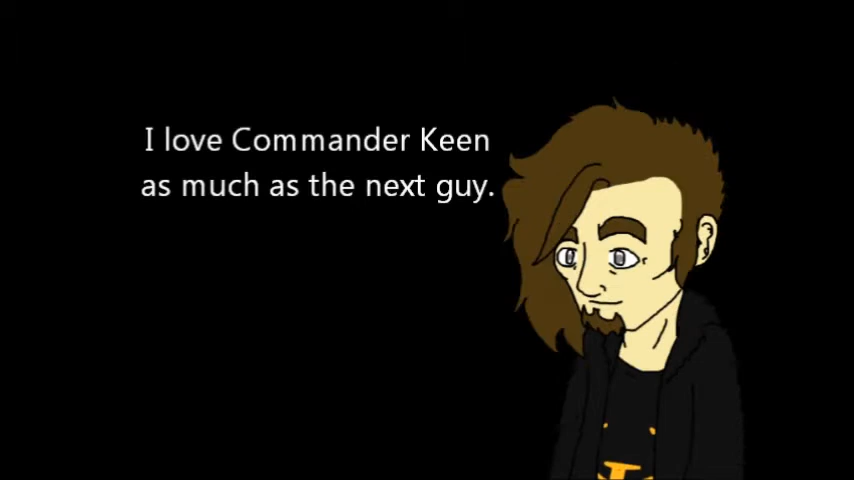 I love Commander Keen
as much as the next guy.